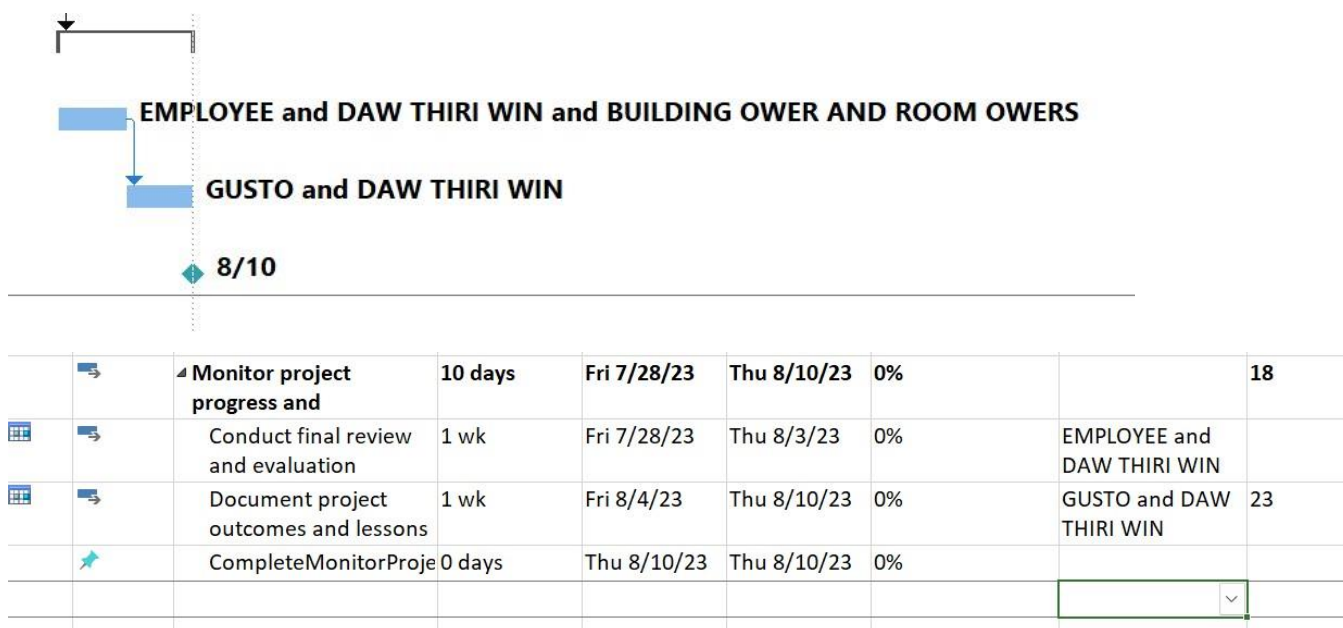 EMPLOYEE and DAW THIRI WIN and BUILDING OWER AND ROOM OWERS
GUSTO and DAW THIRI WIN
8/10
Monitor project progress and 10 days Fri 7/28/23 Thu 8/10/23 0% 18
Conduct final review and evaluation 1 wk Fri 7/28/23 Thu 8/3/23 0% EMPLOYEE and DAW THIRI WIN
Document project outcomes and lessons 1 wk Fri 8/4/23 Thu 8/10/23 0% GUSTO and DAW THIRI WIN 23
CompleteMonitorProje 0 days Thu 8/10/23 Thu 8/10/23 0%